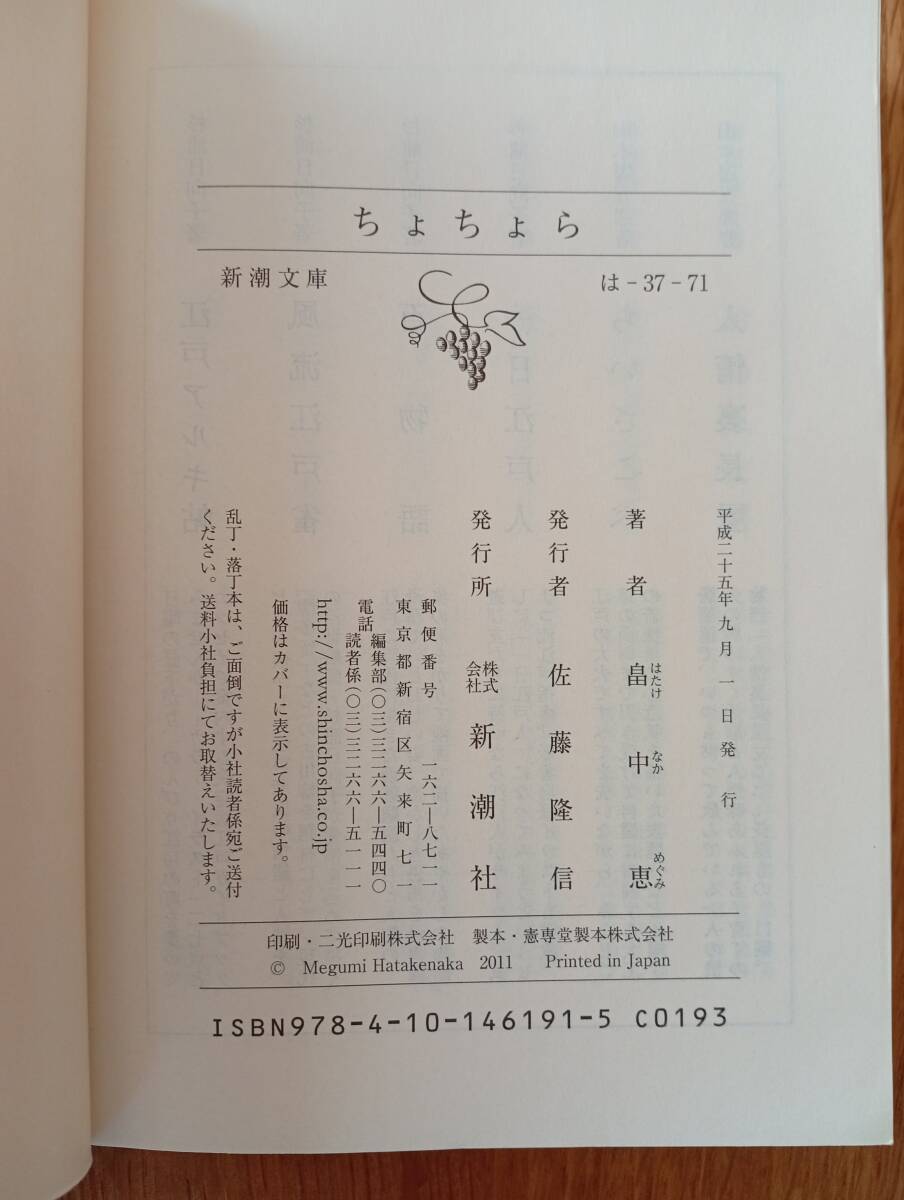 ちょちょら
新潮文庫
は-37-71
平成二十五年九月一日発行
著者 畠中恵
はたけ なか めぐみ
発行者 佐藤隆信
発行所 株式会社 新潮社
郵便番号 一六二―八七一一
東京都新宿区矢来町七一
電話 編集部(〇三)三二六六―五四四〇
読者係(〇三)三二六六―五一一一
http://www.shinchosha.co.jp
価格はカバーに表示してあります。
乱丁・落丁本は、ご面倒ですが小社読者係宛ご送付
ください。送料小社負担にてお取替えいたします。
印刷・二光印刷株式会社 製本・憲専堂製本株式会社
© Megumi Hatakenaka 2011 Printed in Japan
ISBN978-4-10-146191-5 C0193